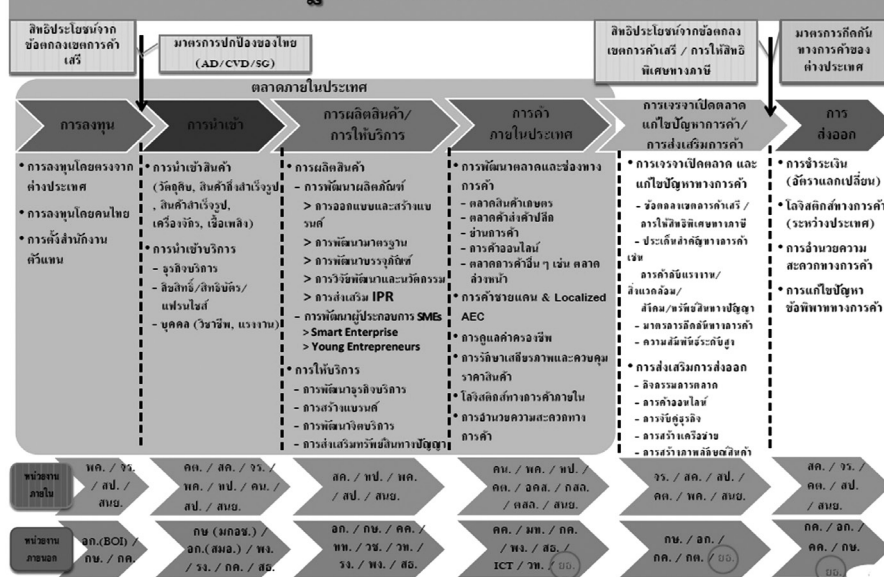 สิทธิประโยชน์จาก
ข้อตกลงเขตการค้า
เสรี
มาตรการปกป้องของไทย
(AD/CVD/SG)
สิทธิประโยชน์จากข้อตกลง
เขตการค้าเสรี / การให้สิทธิ
พิเศษทางภาษี
มาตรการกีดกัน
ทางการค้าของ
ต่างประเทศ
ตลาดภายในประเทศ
การลงทุน
การนำเข้า
การผลิตสินค้า/
การให้บริการ
การค้า
ภายในประเทศ
การเจรจาเปิดตลาด
แก้ไขปัญหาการค้า/
การส่งเสริมการค้า
การ
ส่งออก
• การลงทุนโดยตรงจาก
ต่างประเทศ
• การลงทุนโดยคนไทย
• การตั้งสำนักงาน
ตัวแทน
• การนำเข้าสินค้า
(วัตถุดิบ, สินค้ากึ่งสำเร็จรูป
, สินค้าสำเร็จรูป,
เครื่องจักร, เชื้อเพลิง)
• การนำเข้าบริการ
- ธุรกิจบริการ
- ลิขสิทธิ์/สิทธิบัตร/
แฟรนไชส์
- บุคคล (วิชาชีพ, แรงงาน)
• การผลิตสินค้า
- การพัฒนาผลิตภัณฑ์
> การออกแบบและสร้างแบ
รนด์
> การพัฒนามาตรฐาน
> การพัฒนาบรรจุภัณฑ์
> การวิจัยพัฒนาและนวัตกรรม
> การส่งเสริม IPR
- การพัฒนาผู้ประกอบการ SMEs
> Smart Enterprise
> Young Entrepreneurs
• การให้บริการ
- การพัฒนาธุรกิจบริการ
- การสร้างแบรนด์
- การพัฒนาจิตบริการ
- การส่งเสริมทรัพย์สินทางปัญญา
• การพัฒนาตลาดและช่องทาง
การค้า
- ตลาดสินค้าเกษตร
- ตลาดค้าส่งค้าปลีก
- ย่านการค้า
- การค้าออนไลน์
- ตลาดการค้าอื่น ๆ เช่น ตลาด
ล่วงหน้า
• การค้าชายแดน & Localized
AEC
• การดูแลค่าครองชีพ
• การรักษาเสถียรภาพและควบคุม
ราคาสินค้า
• โลจิสติกส์ทางการค้าภายใน
• การอำนวยความสะดวกทาง
การค้า
• การเจรจาเปิดตลาด และ
แก้ไขปัญหาทางการค้า
- ข้อตกลงเขตการค้าเสรี /
การให้สิทธิพิเศษทางภาษี
- ประเด็นสำคัญทางการค้า
เช่น
การค้ากับแรงงาน/
สิ่งแวดล้อม/
สังคม/ทรัพย์สินทางปัญญา
- มาตรการกีดกันทางการค้า
- ความสัมพันธ์ระดับสูง
• การส่งเสริมการส่งออก
- กิจกรรมการตลาด
- การค้าออนไลน์
- การจับคู่ธุรกิจ
- การสร้างเครือข่าย
- การสร้างภาพลักษณ์สินค้า
• การชำระเงิน
(อัตราแลกเปลี่ยน)
• โลจิสติกส์ทางการค้า
(ระหว่างประเทศ)
• การอำนวยความ
สะดวกทางการค้า
• การแก้ไขปัญหา
ข้อพิพาททางการค้า
หน่วยงาน
ภายใน
พค. / จร.
/ สป. /
สนย.
คต. / สค. / จร. /
พค. / ทป. / คน. /
สป. / สนย.
สค. / ทป. / พค.
/ สป. / สนย.
คน. / พค. / ทป. /
คต. / อคส. / กสล.
/ ตสล. / สนย.
จร. / สค. / สป. /
คต. / พค. / สนย.
สค. / จร. /
คต. / สป.
/ สนย.
หน่วยงาน
ภายนอก
อก.(BOI) /
กษ. / กค.
กษ (มกอช.) /
อก.(สมอ.) / พง.
/ รง. / กค. / สธ.
อก. / กษ. / คค. /
ทท. / วช. / วท. /
รง. / พง. / สธ.
คค. / มท. / กค.
/ พง. / สธ. /
ICT / วท. / ยธ.
กษ. / อก. /
กค. / กต. / ยธ.
กค. / อก. /
คค. / กษ.
ยธ.